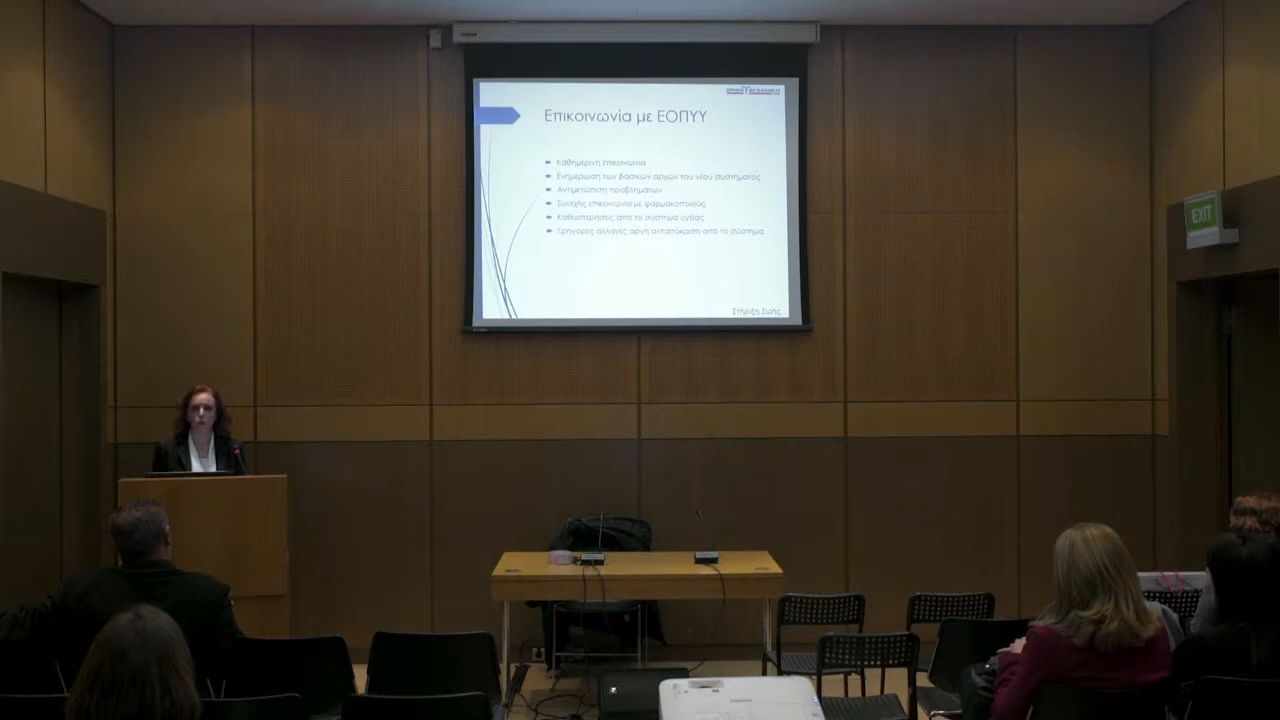 Επικοινωνία με ΕΟΠΥΥ
Καθημερινή επικοινωνία
Ενημέρωση των βασικών αρχών του νέου συστήματος
Αντιμετώπιση προβλημάτων
Συνεχής επικοινωνία με φαρμακοποιούς
Καθυστερήσεις από το σύστημα υγείας
Γρήγορες αλλαγές αργή ανταπόκριση από το σύστημα
Στήριξη Ζωής
EXIT